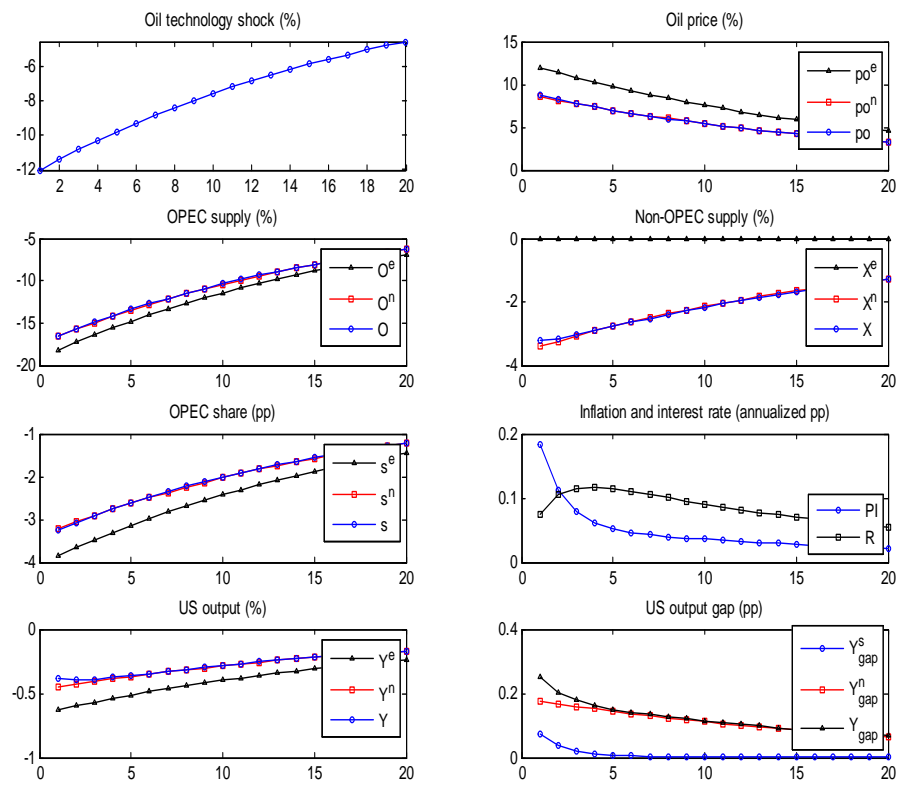 Oil technology shock (%)
-6
-8
-10
-12
2 4 6 8 10 12 14 16 18 20
Oil price (%)
15
10
5
0
0 5 10 15 20
po^e
po^n
po
OPEC supply (%)
-5
-10
-15
-20
0 5 10 15 20
O^e
O^n
O
Non-OPEC supply (%)
0
-2
-4
0 5 10 15 20
X^e
X^n
X
OPEC share (pp)
-1
-2
-3
-4
0 5 10 15 20
s^e
s^n
s
Inflation and interest rate (annualized pp)
0.2
0.1
0
0 5 10 15 20
PI
R
US output (%)
0
-0.5
-1
0 5 10 15 20
Y^e
Y^n
Y
US output gap (pp)
0.4
0.2
0
0 5 10 15 20
Y^s_gap
Y^n_gap
Y_gap